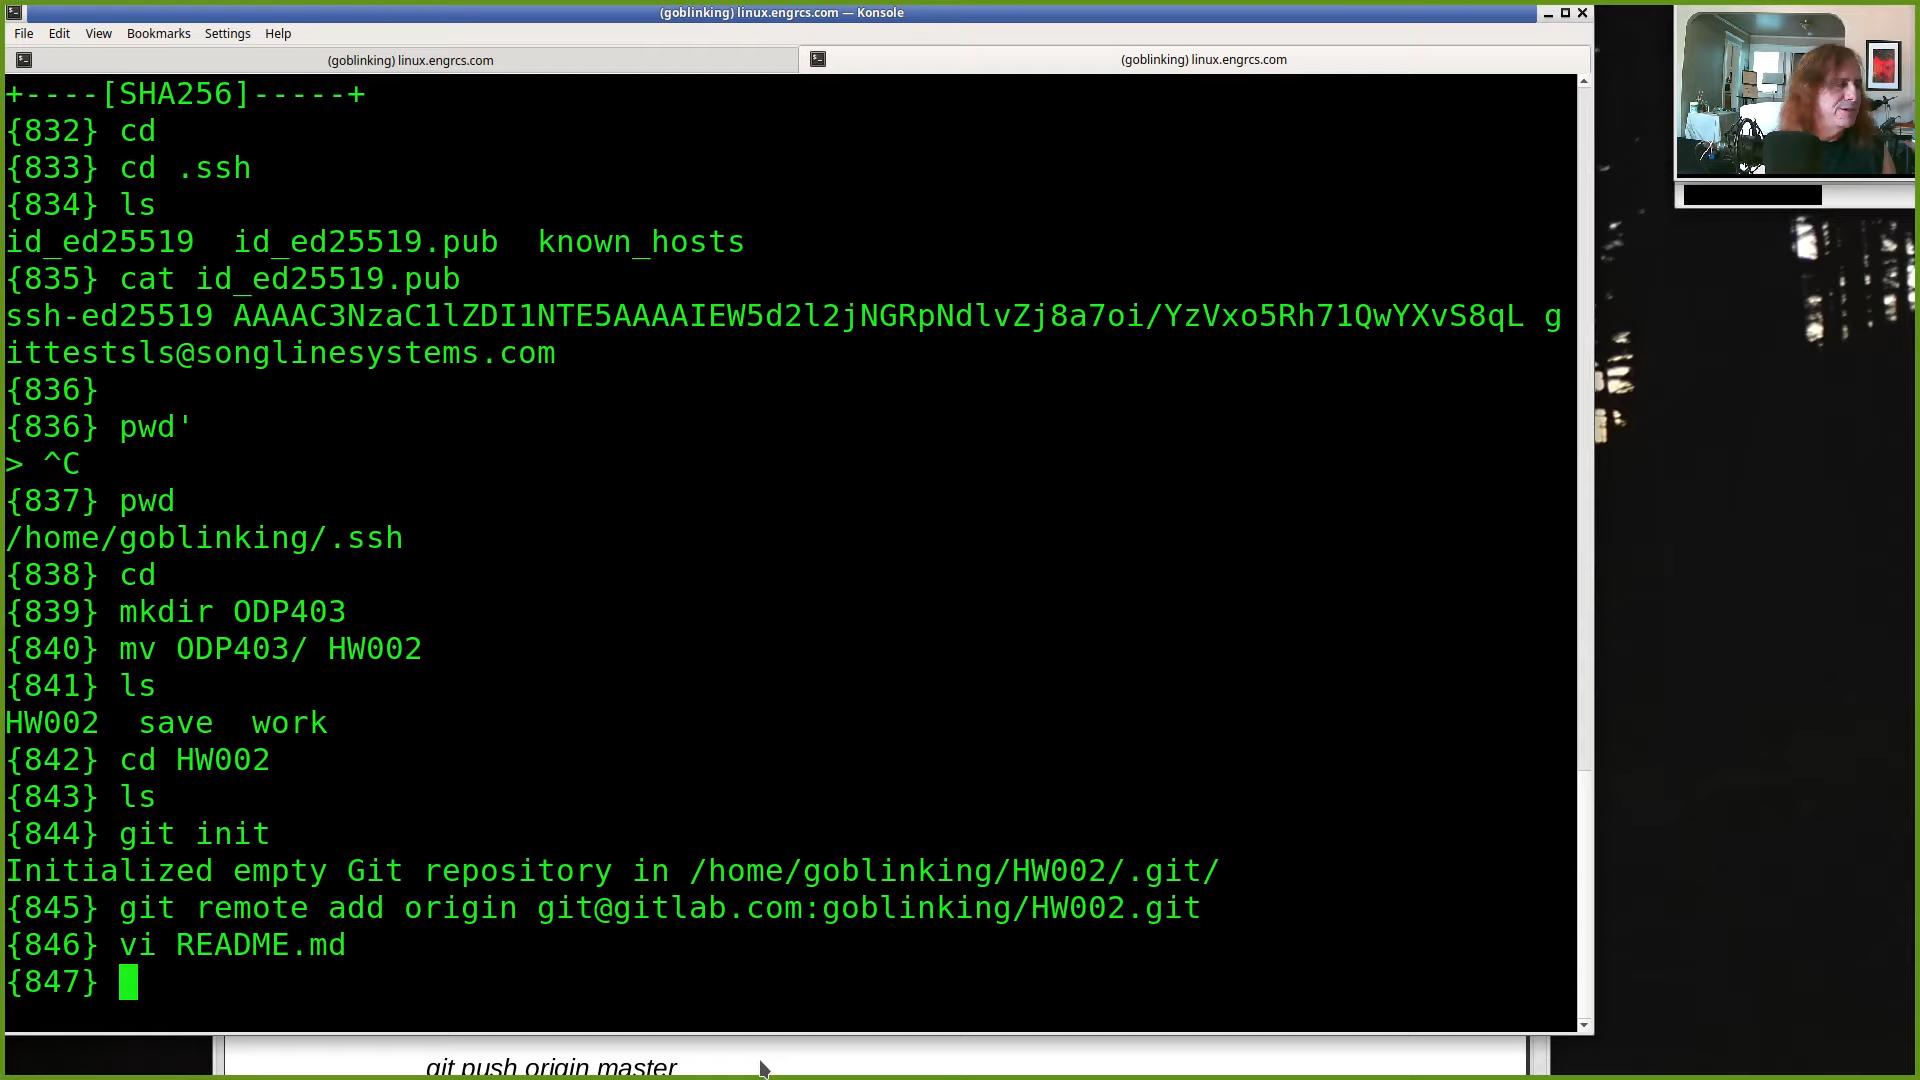 (goblinking) linux.engrcs.com — Konsole
File Edit View Bookmarks Settings Help
(goblinking) linux.engrcs.com
(goblinking) linux.engrcs.com
+----[SHA256]-----+
{832} cd
{833} cd .ssh
{834} ls
id_ed25519 id_ed25519.pub known_hosts
{835} cat id_ed25519.pub
ssh-ed25519 AAAAC3NzaC1lZDI1NTE5AAAAIEW5d2l2jNGRpNdlvZj8a7oi/YzVxo5Rh71QwYXvS8qL g
ittestsls@songlinesystems.com
{836}
{836} pwd'
> ^C
{837} pwd
/home/goblinking/.ssh
{838} cd
{839} mkdir ODP403
{840} mv ODP403/ HW002
{841} ls
HW002 save work
{842} cd HW002
{843} ls
{844} git init
Initialized empty Git repository in /home/goblinking/HW002/.git/
{845} git remote add origin git@gitlab.com:goblinking/HW002.git
{846} vi README.md
{847}
git push origin master